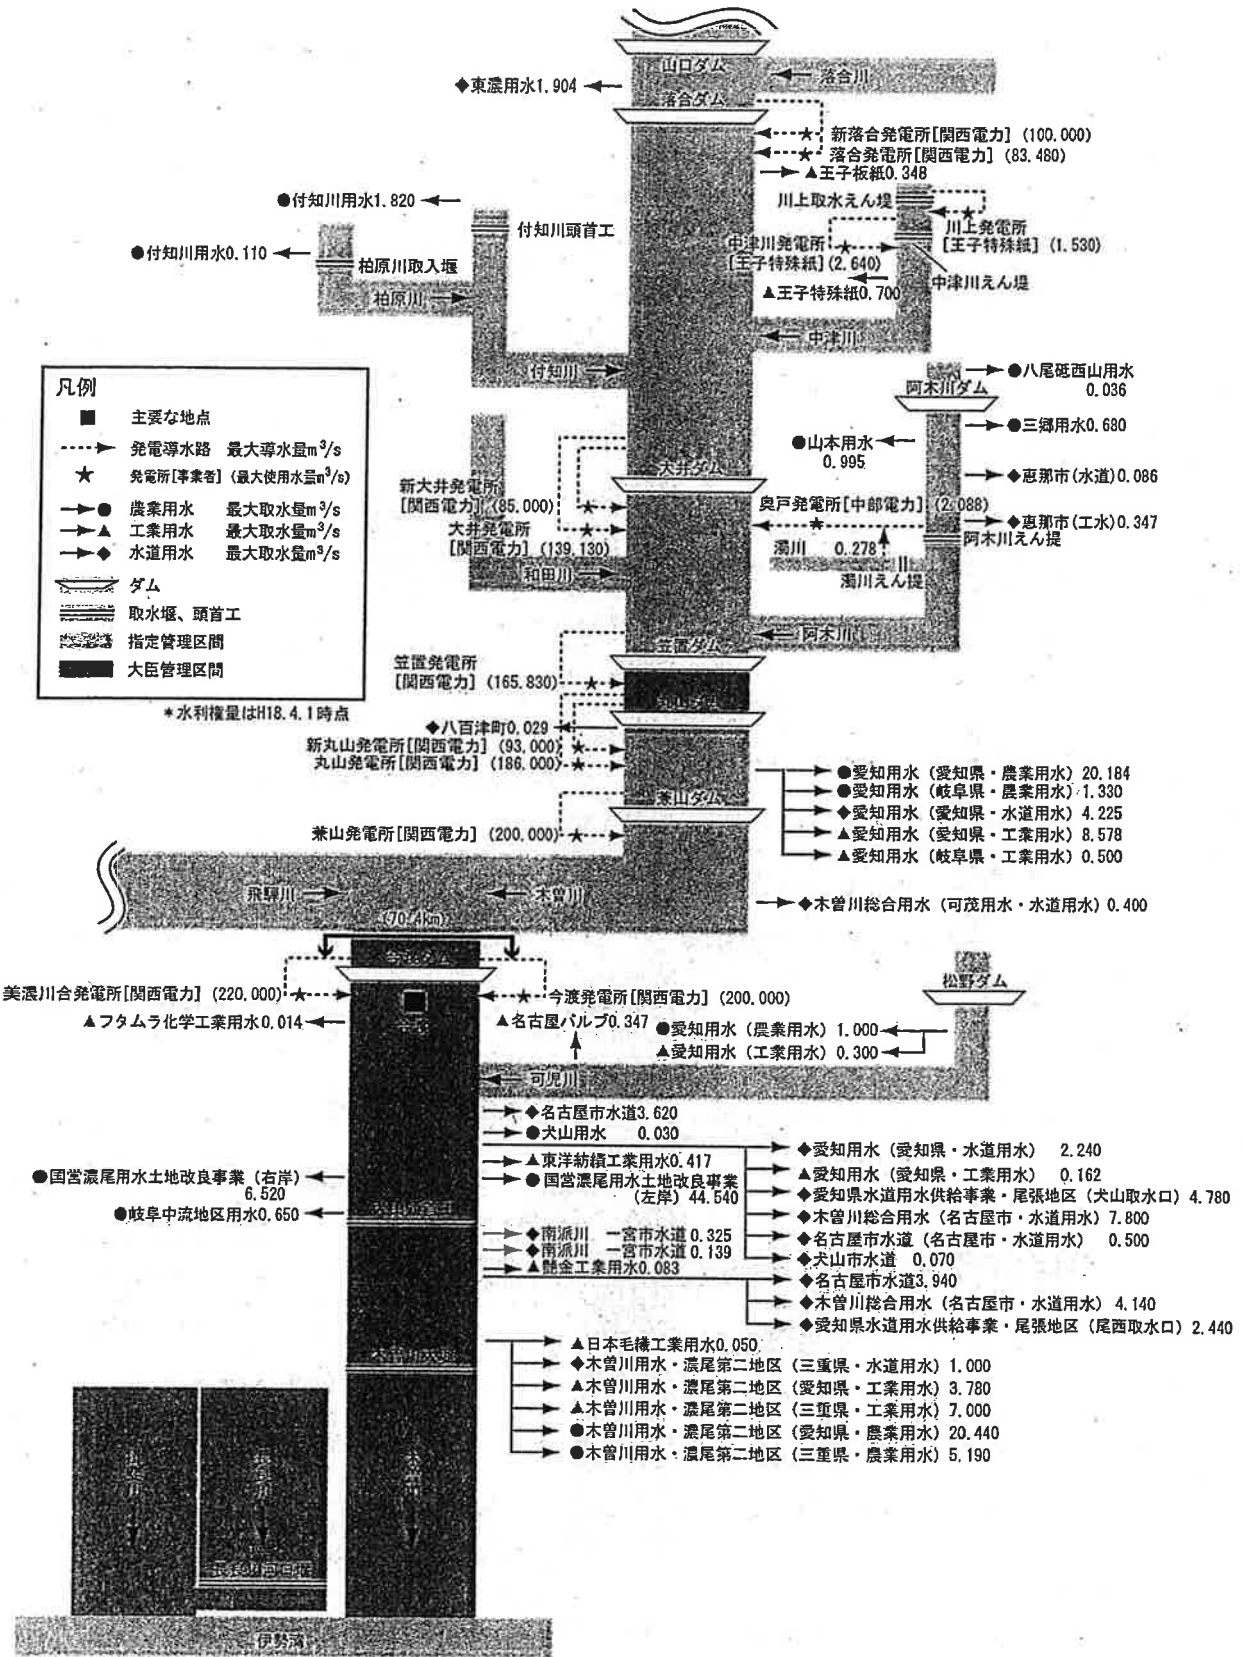 山口ダム
落合川
◆東濃用水1.904
落合ダム
新落合発電所[関西電力] (100.000)
落合発電所[関西電力] (83.480)
▲王子板紙0.348
川上取水えん堤
川上発電所
[王子特殊紙] (1.530)
中津川発電所
[王子特殊紙] (2.640)
中津川えん堤
▲王子特殊紙0.700
中津川
●付知川用水1.820
付知川頭首工
●付知川用水0.110
柏原川取入堰
柏原川
付知川
凡例
主要な地点
発電導水路 最大導水量m³/s
発電所[事業者] (最大使用水量m³/s)
農業用水 最大取水量m³/s
工業用水 最大取水量m³/s
水道用水 最大取水量m³/s
ダム
取水堰、頭首工
指定管理区間
大臣管理区間
*水利権量はH18.4.1時点
●八尾砥西山用水
0.036
阿木川ダム
●三郷用水0.680
●山本用水
0.995
◆恵那市(水道)0.086
奥戸発電所[中部電力] (2.088)
◆恵那市(工水)0.347
阿木川えん堤
濁川 0.278
濁川えん堤
阿木川
大井ダム
新大井発電所
[関西電力] (85.000)
大井発電所
[関西電力] (139.130)
和田川
笠置ダム
笠置発電所
[関西電力] (165.830)
◆八百津町0.029
新丸山発電所[関西電力] (93.000)
丸山発電所[関西電力] (186.000)
●愛知用水 (愛知県・農業用水) 20.184
●愛知用水 (岐阜県・農業用水) 1.330
◆愛知用水 (愛知県・水道用水) 4.225
▲愛知用水 (愛知県・工業用水) 8.578
▲愛知用水 (岐阜県・工業用水) 0.500
兼山ダム
兼山発電所[関西電力] (200.000)
飛騨川
木曽川
◆木曽川総合用水 (可茂用水・水道用水) 0.400
(70.4km)
今渡ダム
美濃川合発電所[関西電力] (220.000)
今渡発電所[関西電力] (200.000)
松野ダム
今渡
▲フタムラ化学工業用水0.014
▲名古屋パルプ0.347
●愛知用水 (農業用水) 1.000
▲愛知用水 (工業用水) 0.300
可児川
◆名古屋市水道3.620
●犬山用水 0.030
▲東洋紡績工業用水0.417
●国営濃尾用水土地改良事業
(左岸) 44.540
●国営濃尾用水土地改良事業 (右岸)
6.520
●岐阜中流地区用水0.650
◆愛知用水 (愛知県・水道用水) 2.240
▲愛知用水 (愛知県・工業用水) 0.162
◆愛知県水道用水供給事業・尾張地区 (犬山取水口) 4.780
◆木曽川総合用水 (名古屋市・水道用水) 7.800
◆名古屋市水道 (名古屋市・水道用水) 0.500
◆犬山市水道 0.070
◆南派川 一宮市水道 0.325
◆南派川 一宮市水道 0.139
▲艶金工業用水0.083
◆名古屋市水道3.940
◆木曽川総合用水 (名古屋市・水道用水) 4.140
◆愛知県水道用水供給事業・尾張地区 (尾西取水口) 2.440
▲日本毛織工業用水0.050
◆木曽川用水・濃尾第二地区 (三重県・水道用水) 1.000
▲木曽川用水・濃尾第二地区 (愛知県・工業用水) 3.780
▲木曽川用水・濃尾第二地区 (三重県・工業用水) 7.000
●木曽川用水・濃尾第二地区 (愛知県・農業用水) 20.440
●木曽川用水・濃尾第二地区 (三重県・農業用水) 5.190
木曽川
伊勢湾